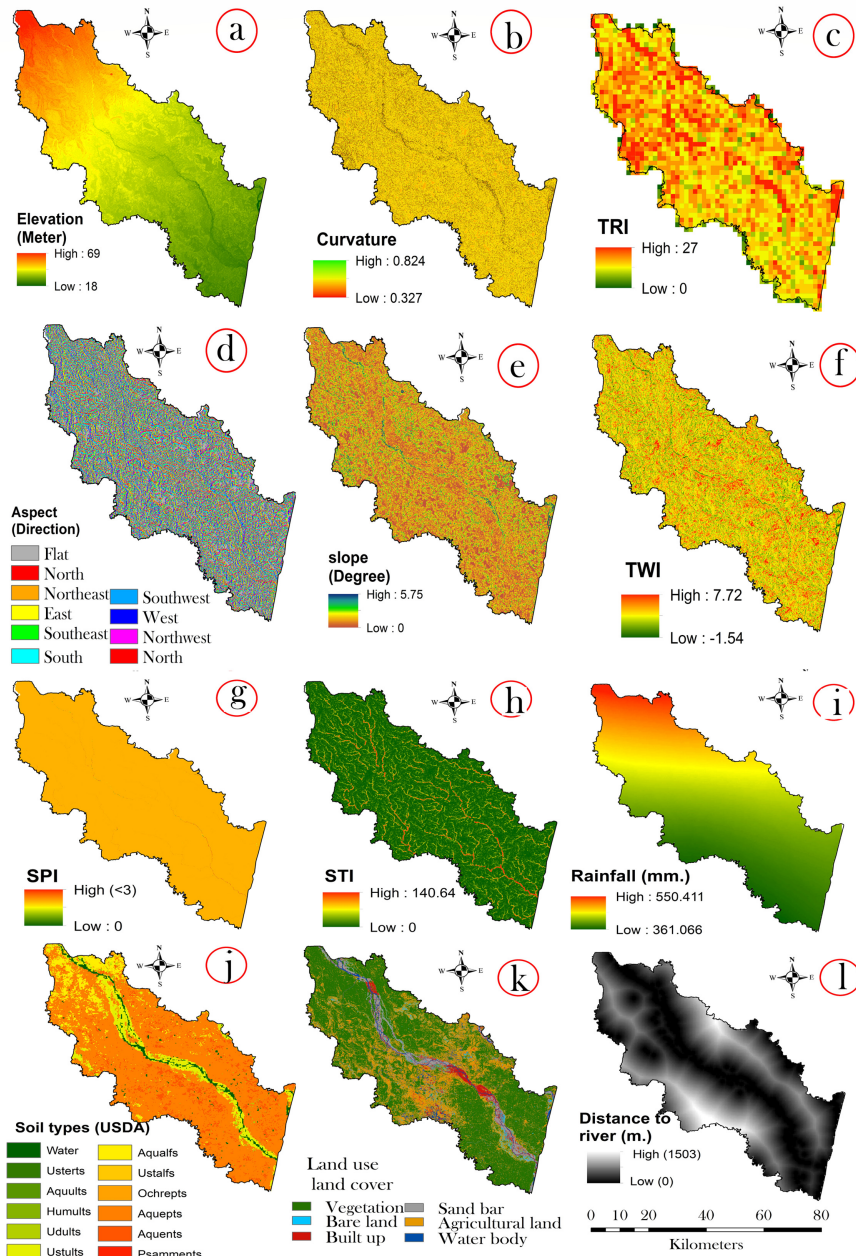 N
W E
S
a
Elevation
(Meter)
High : 69
Low : 18
N
W E
S
b
Curvature
High : 0.824
Low : 0.327
N
W E
S
c
TRI
High : 27
Low : 0
N
W E
S
d
Aspect
(Direction)
Flat
North
Northeast
East
Southeast
South
Southwest
West
Northwest
North
N
W E
S
e
slope
(Degree)
High : 5.75
Low : 0
N
W E
S
f
TWI
High : 7.72
Low : -1.54
N
W E
S
g
SPI
High (<3)
Low : 0
N
W E
S
h
STI
High : 140.64
Low : 0
N
W E
S
i
Rainfall (mm.)
High : 550.411
Low : 361.066
N
W E
S
j
Soil types (USDA)
Water
Usterts
Aquults
Humults
Udults
Ustults
Aqualfs
Ustalfs
Ochrepts
Aquepts
Aquents
Psamments
N
W E
S
k
Land use
land cover
Vegetation
Bare land
Built up
Sand bar
Agricultural land
Water body
N
W E
S
l
Distance to
river (m.)
High (1503)
Low (0)
0 10 20 40 60 80
Kilometers